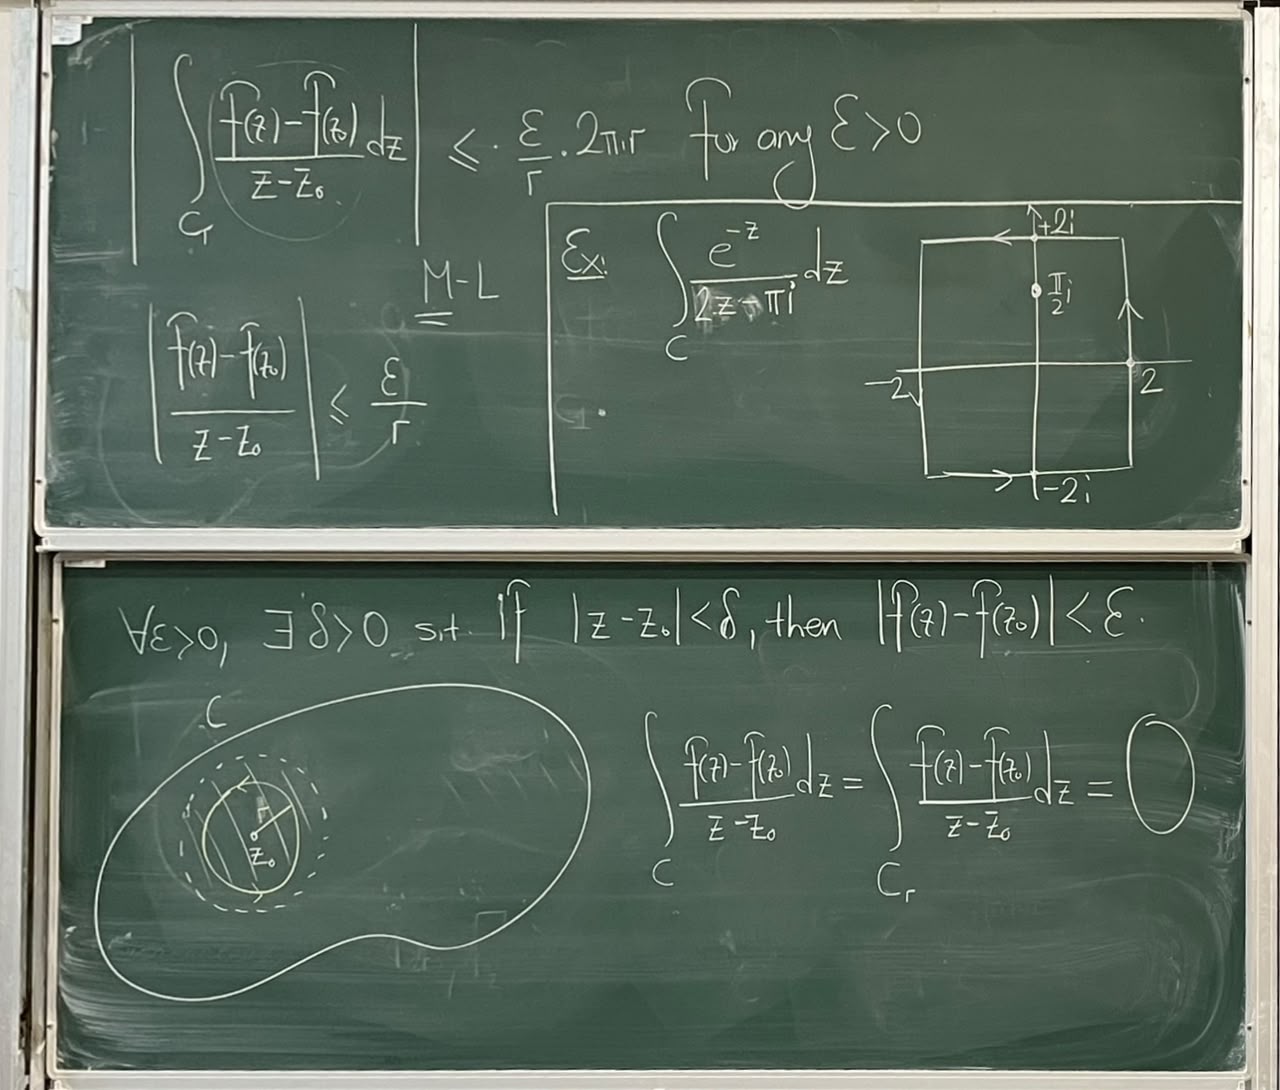 | ∫_{C_r} (f(z)-f(z₀))/(z-z₀) dz | ≤ · ε/r · 2πr for any ε>0
M-L
| (f(z)-f(z₀))/(z-z₀) | ≤ ε/r
Ex: ∫_C e^{-z}/(2z-πi) dz
+2i
π/2 i
-2
2
-2i
∀ε>0, ∃δ>0 s.t. if |z-z₀|<δ, then |f(z)-f(z₀)|<ε.
C
r
z₀
∫_C (f(z)-f(z₀))/(z-z₀) dz = ∫_{C_r} (f(z)-f(z₀))/(z-z₀) dz = 0